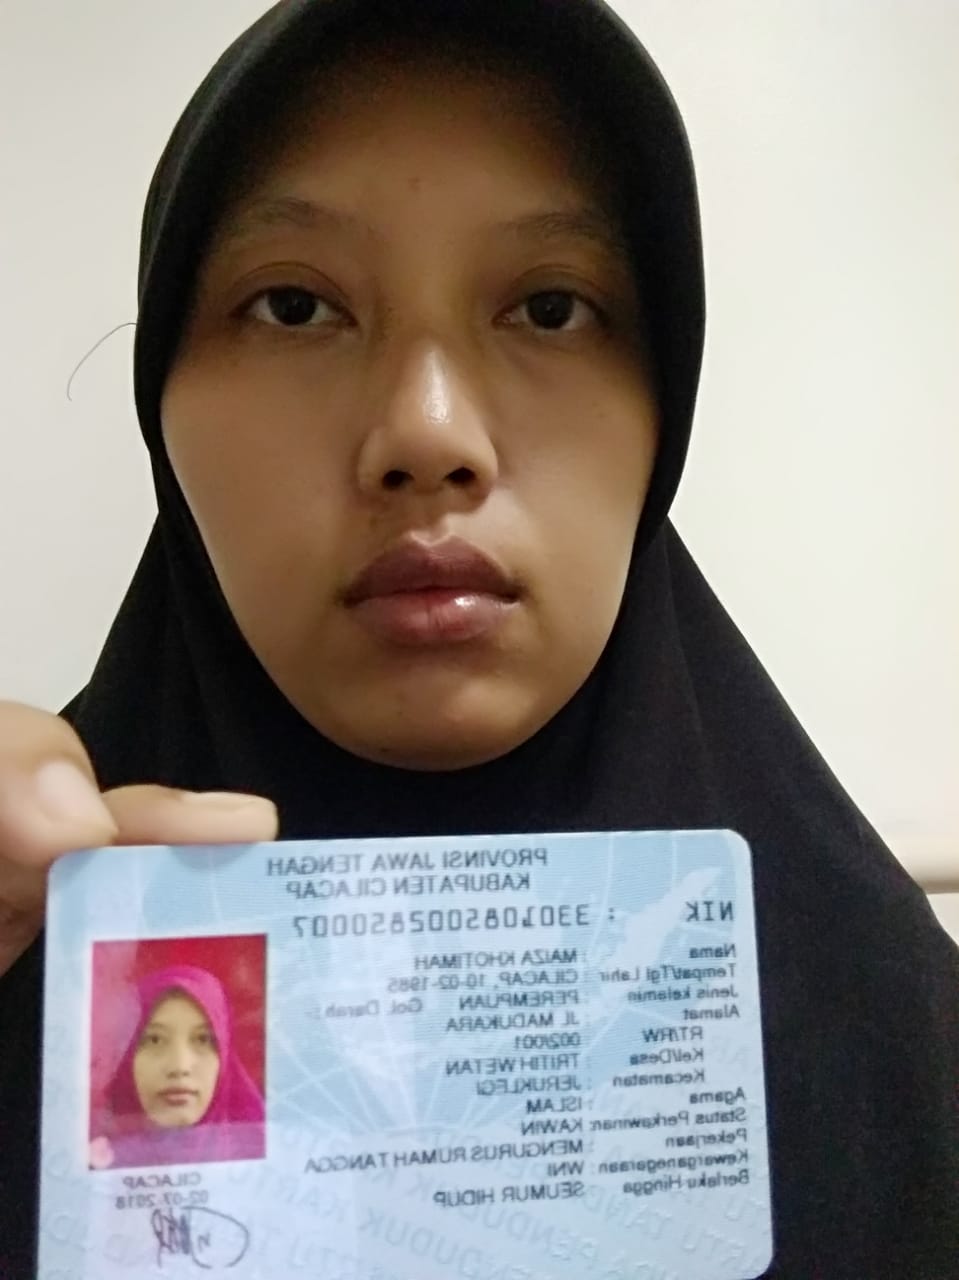 PROVINSI JAWA TENGAH
KABUPATEN CILACAP
NIK : 3301085002850007
Nama : MAIZA KHOTIMAH
Tempat/Tgl Lahir : CILACAP, 10-02-1985
Jenis kelamin : PEREMPUAN Gol. Darah : -
Alamat : JL MADUKARA
RT/RW : 002/001
Kel/Desa : TRITIH WETAN
Kecamatan : JERUKLEGI
Agama : ISLAM
Status Perkawinan: KAWIN
Pekerjaan : MENGURUS RUMAH TANGGA
Kewarganegaraan: WNI
Berlaku Hingga : SEUMUR HIDUP
CILACAP
02-07-2018